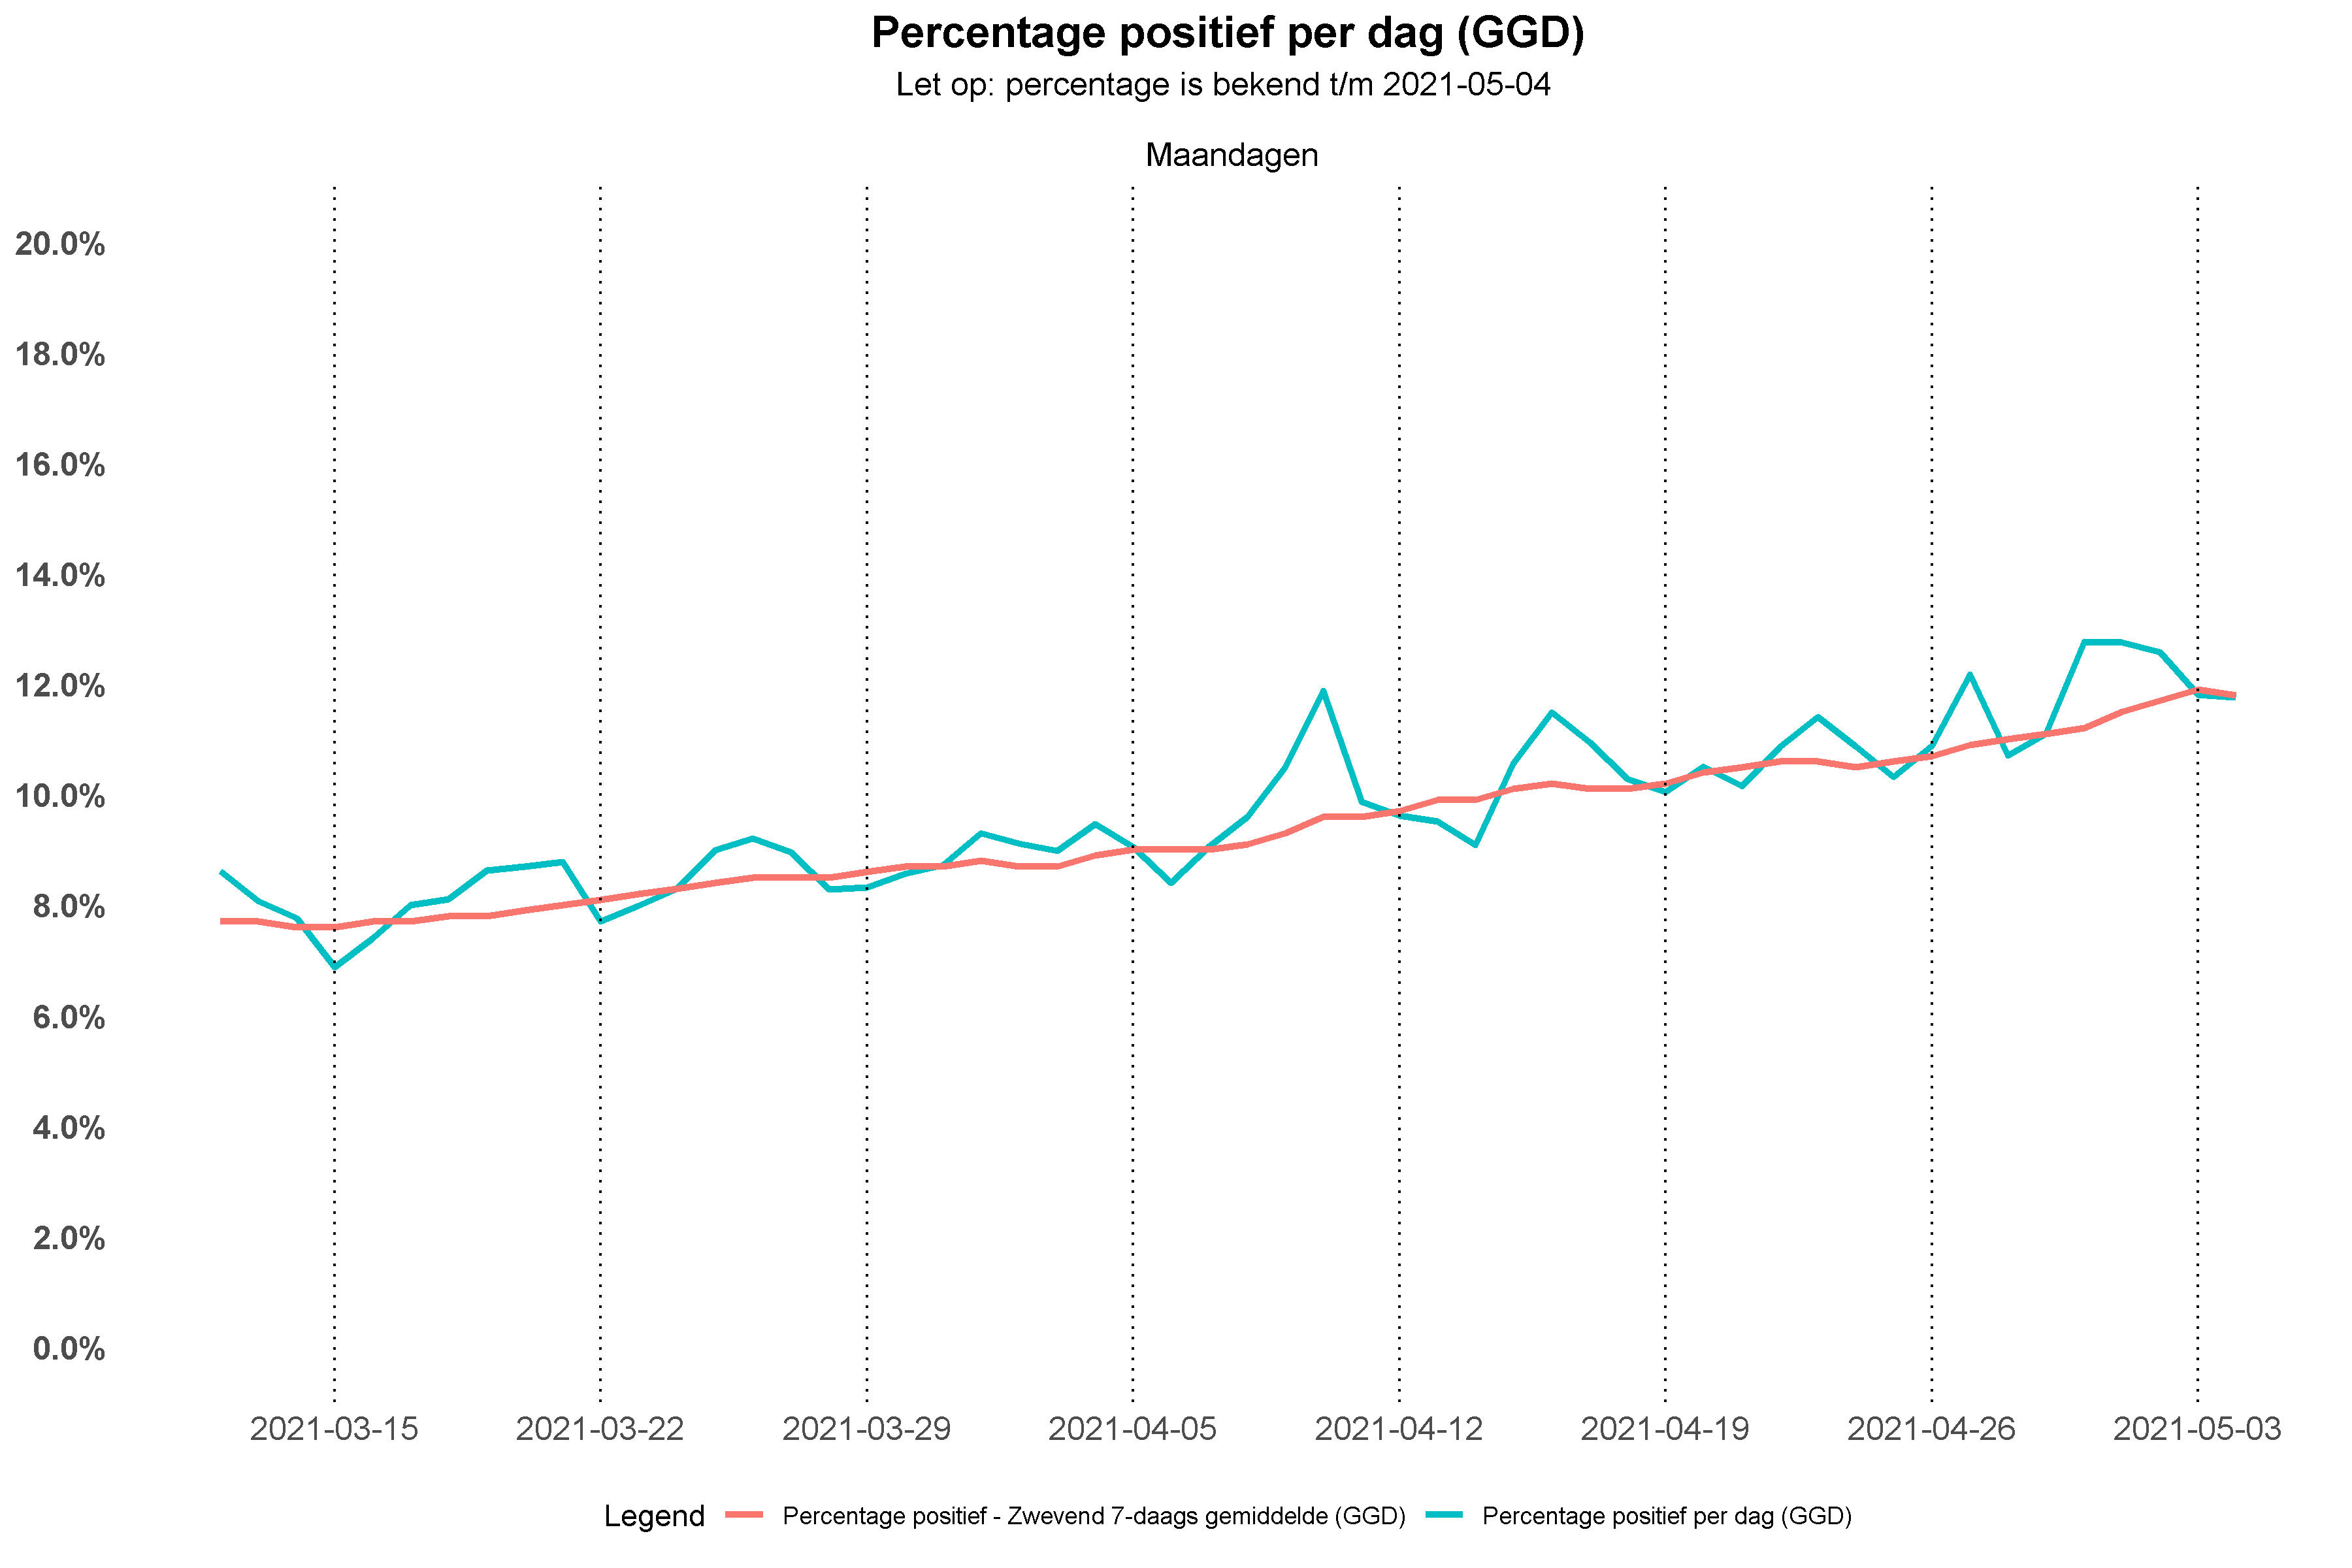 Percentage positief per dag (GGD)
Let op: percentage is bekend t/m 2021-05-04
Maandagen
20.0%
18.0%
16.0%
14.0%
12.0%
10.0%
8.0%
6.0%
4.0%
2.0%
0.0%
2021-03-15 2021-03-22 2021-03-29 2021-04-05 2021-04-12 2021-04-19 2021-04-26 2021-05-03
Legend Percentage positief - Zwevend 7-daags gemiddelde (GGD) Percentage positief per dag (GGD)